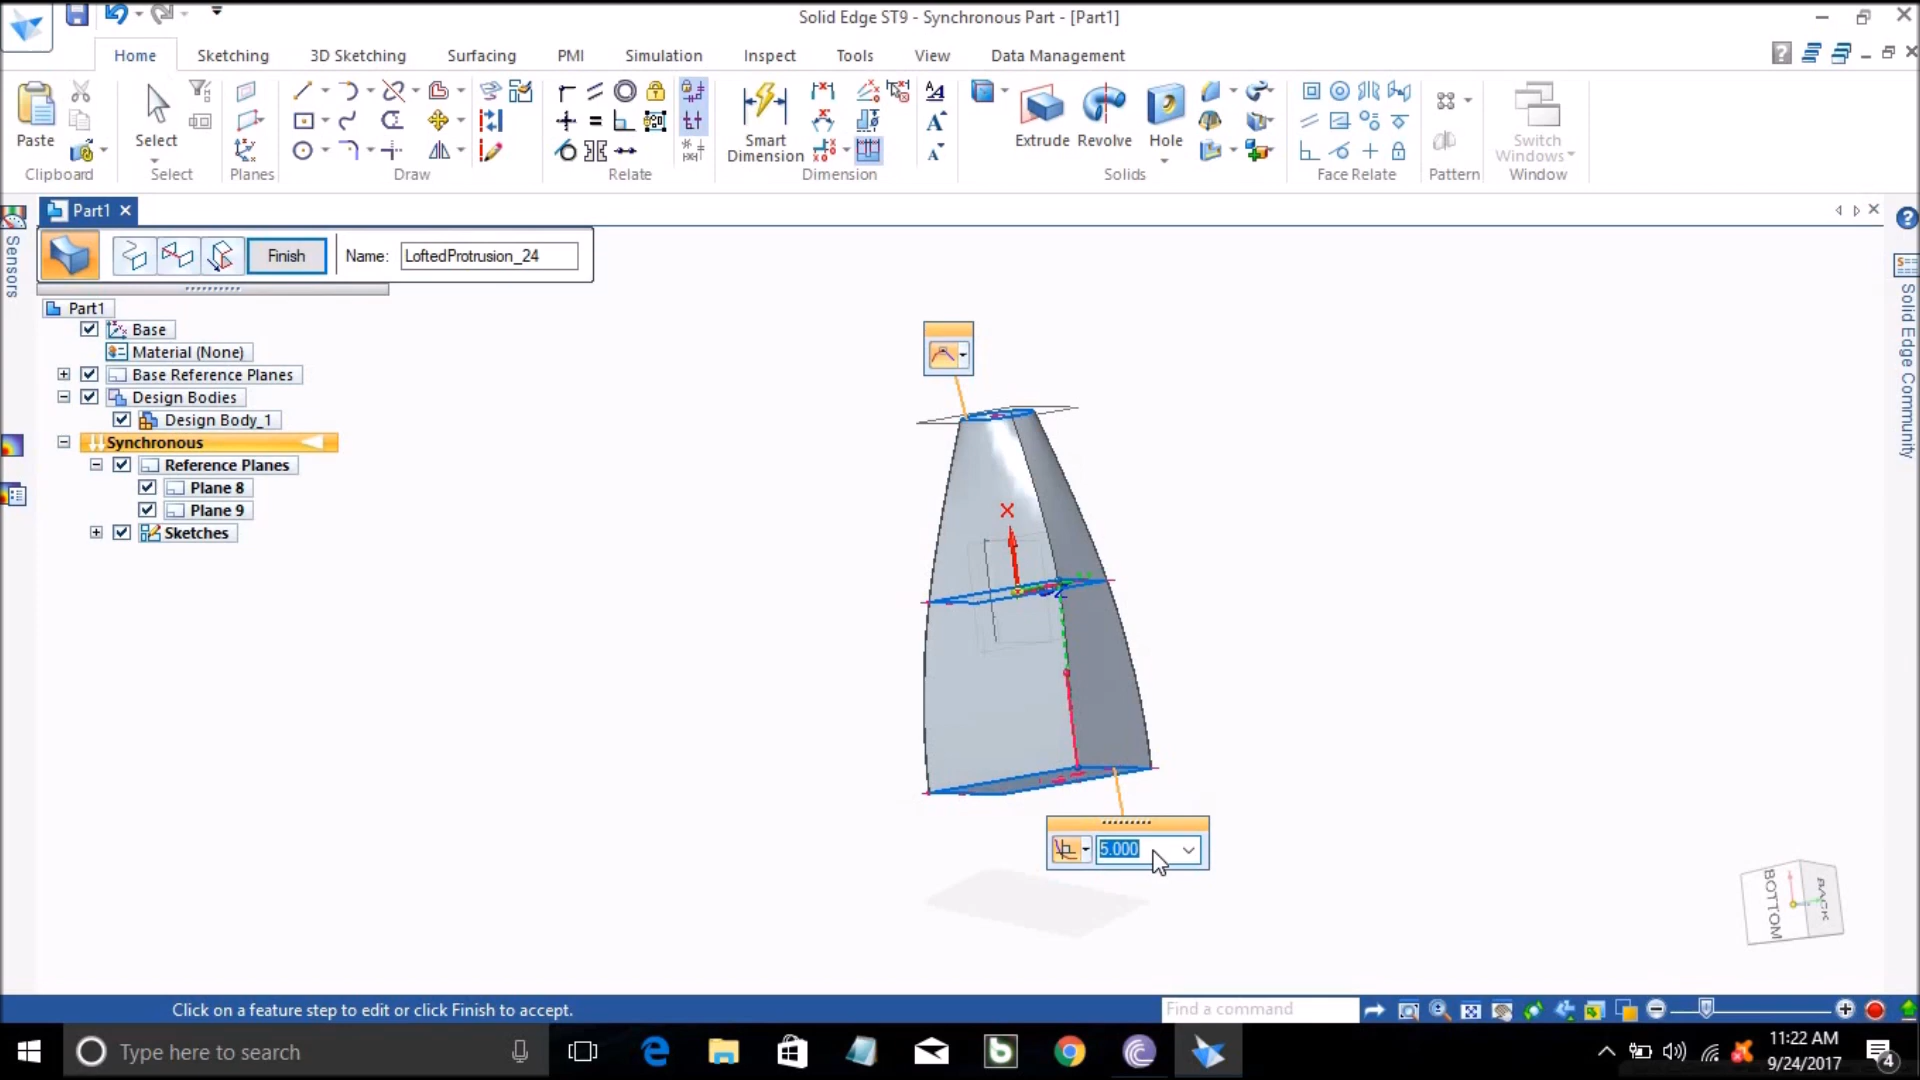 Solid Edge ST9 - Synchronous Part - [Part1]
Home
Sketching
3D Sketching
Surfacing
PMI
Simulation
Inspect
Tools
View
Data Management
Paste
Select
Smart
Dimension
Extrude
Revolve
Hole
Switch
Windows
Clipboard
Select
Planes
Draw
Relate
Dimension
Solids
Face Relate
Pattern
Window
Part1
Sensors
Finish
Name:
LoftedProtrusion_24
Part1
Base
Material (None)
Base Reference Planes
Design Bodies
Design Body_1
Synchronous
Reference Planes
Plane 8
Plane 9
Sketches
Solid Edge Community
X
Z
5.000
BOTTOM
BACK
Click on a feature step to edit or click Finish to accept.
Find a command
Type here to search
11:22 AM
9/24/2017
4